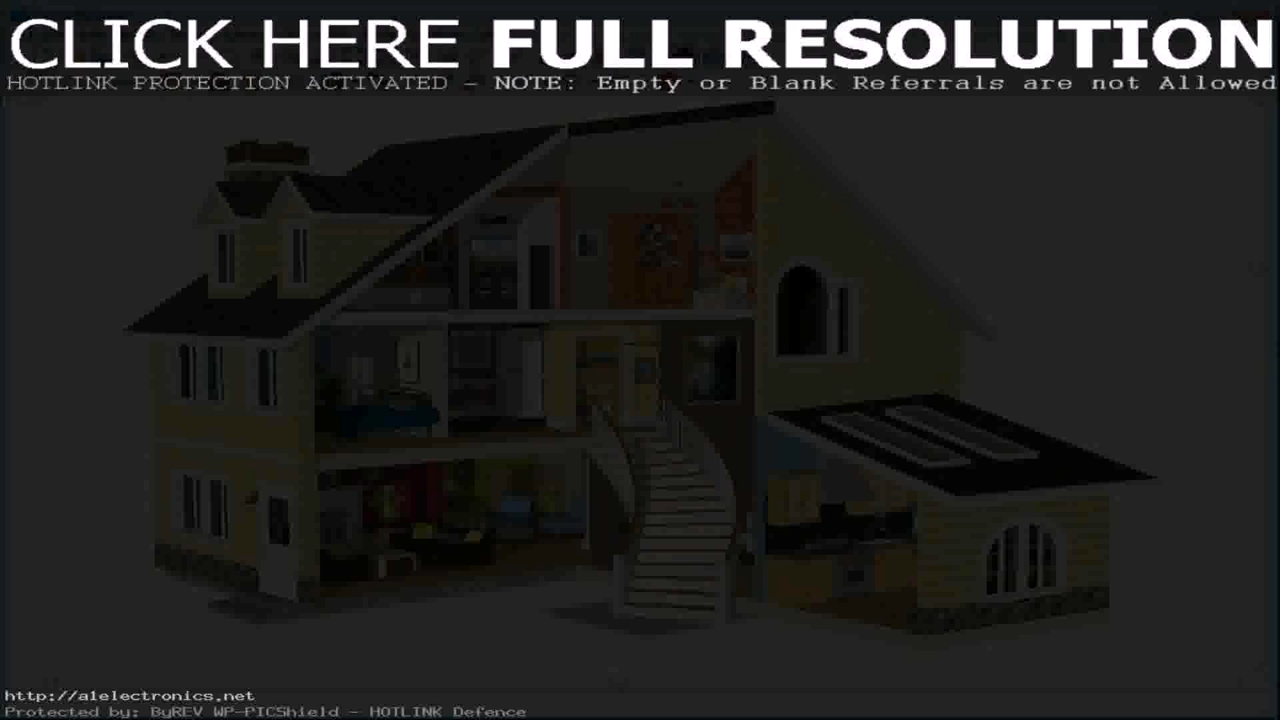 CLICK HERE FULL RESOLUTION
HOTLINK PROTECTION ACTIVATED - NOTE: Empty or Blank Referrals are not Allowed
http://a1electronics.net
Protected by: ByREV WP-PICShield - HOTLINK Defence